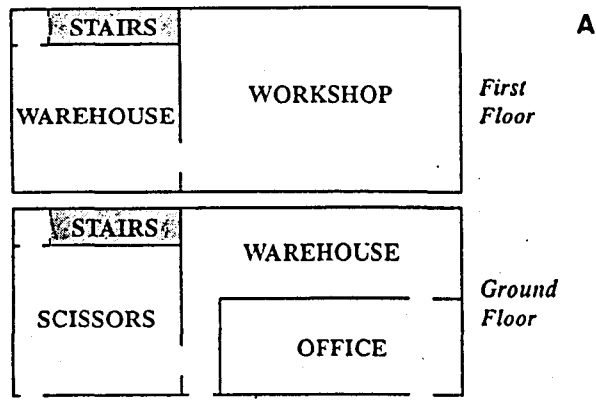 STAIRS
A
WAREHOUSE
WORKSHOP
First
Floor
STAIRS
WAREHOUSE
SCISSORS
OFFICE
Ground
Floor